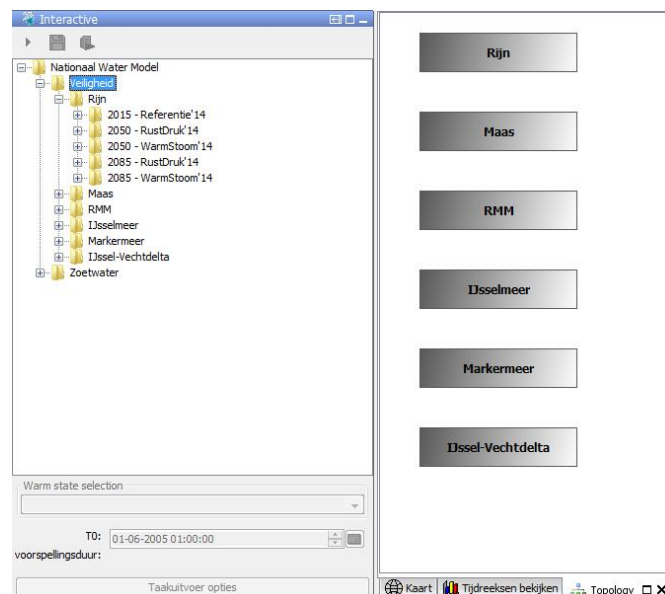 Interactive
Nationaal Water Model
Veiligheid
Rijn
2015 - Referentie'14
2050 - RustDruk'14
2050 - WarmStoom'14
2085 - RustDruk'14
2085 - WarmStoom'14
Maas
RMM
IJsselmeer
Markermeer
IJssel-Vechtdelta
Zoetwater
Warm state selection
T0: 01-06-2005 01:00:00
voorspellingsduur:
Taakuitvoer opties
Rijn
Maas
RMM
IJsselmeer
Markermeer
IJssel-Vechtdelta
Kaart Tijdreeksen bekijken Topology